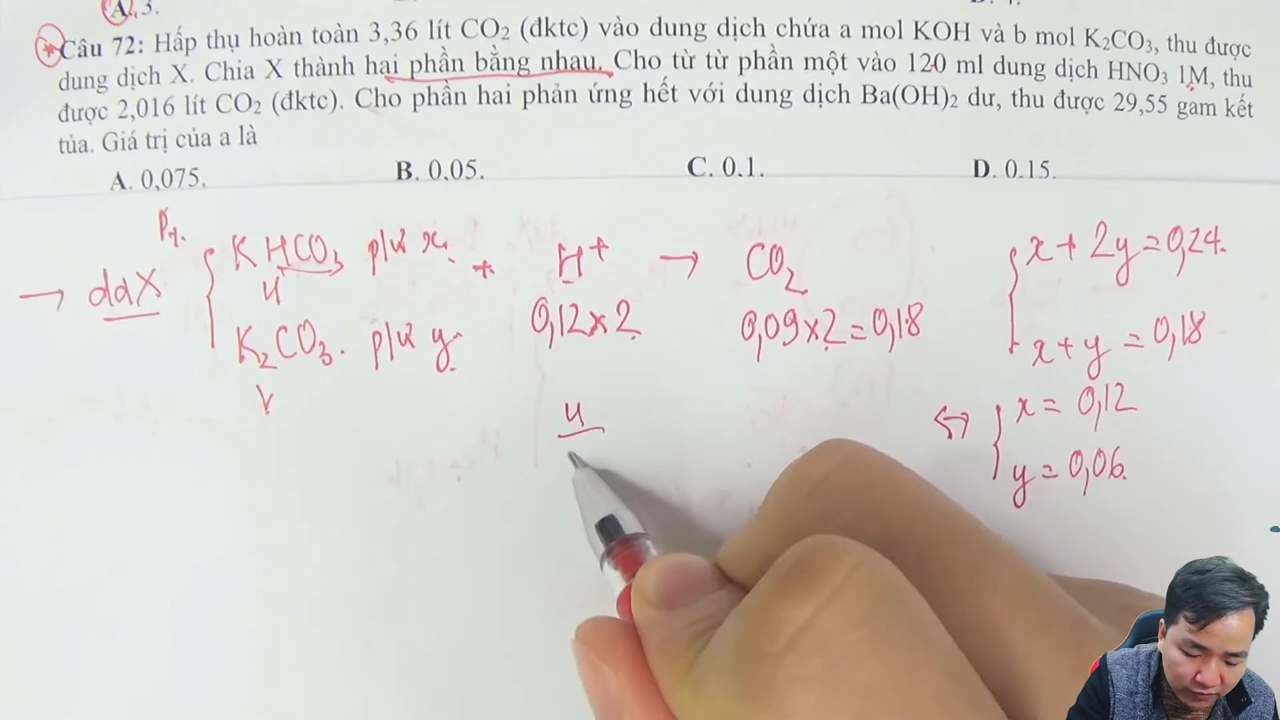 A. 3.
Câu 72: Hấp thụ hoàn toàn 3,36 lít CO₂ (đktc) vào dung dịch chứa a mol KOH và b mol K₂CO₃, thu được
dung dịch X. Chia X thành hai phần bằng nhau. Cho từ từ phần một vào 120 ml dung dịch HNO₃ 1M, thu
được 2,016 lít CO₂ (đktc). Cho phần hai phản ứng hết với dung dịch Ba(OH)₂ dư, thu được 29,55 gam kết
tủa. Giá trị của a là
A. 0,075. B. 0,05. C. 0.1. D. 0.15.
→ ddX
KHCO₃ p/ư x + H⁺ → CO₂
K₂CO₃. p/ư y
0,12×2 0,09×2=0,18
x + 2y = 0,24.
x + y = 0,18
⇔ x = 0,12
y = 0,06.